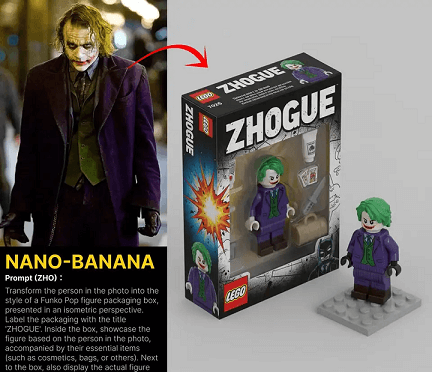 NANO-BANANA
Prompt (ZHO) :
Transform the person in the photo into the
style of a Funko Pop figure packaging box,
presented in an isometric perspective.
Label the packaging with the title
'ZHOGUE'. Inside the box, showcase the
figure based on the person in the photo,
accompanied by their essential items
(such as cosmetics, bags, or others). Next
to the box, also display the actual figure
LEGO ZHOGUE
ZHOGUE
LEGO
ZHOGUE
LEGO